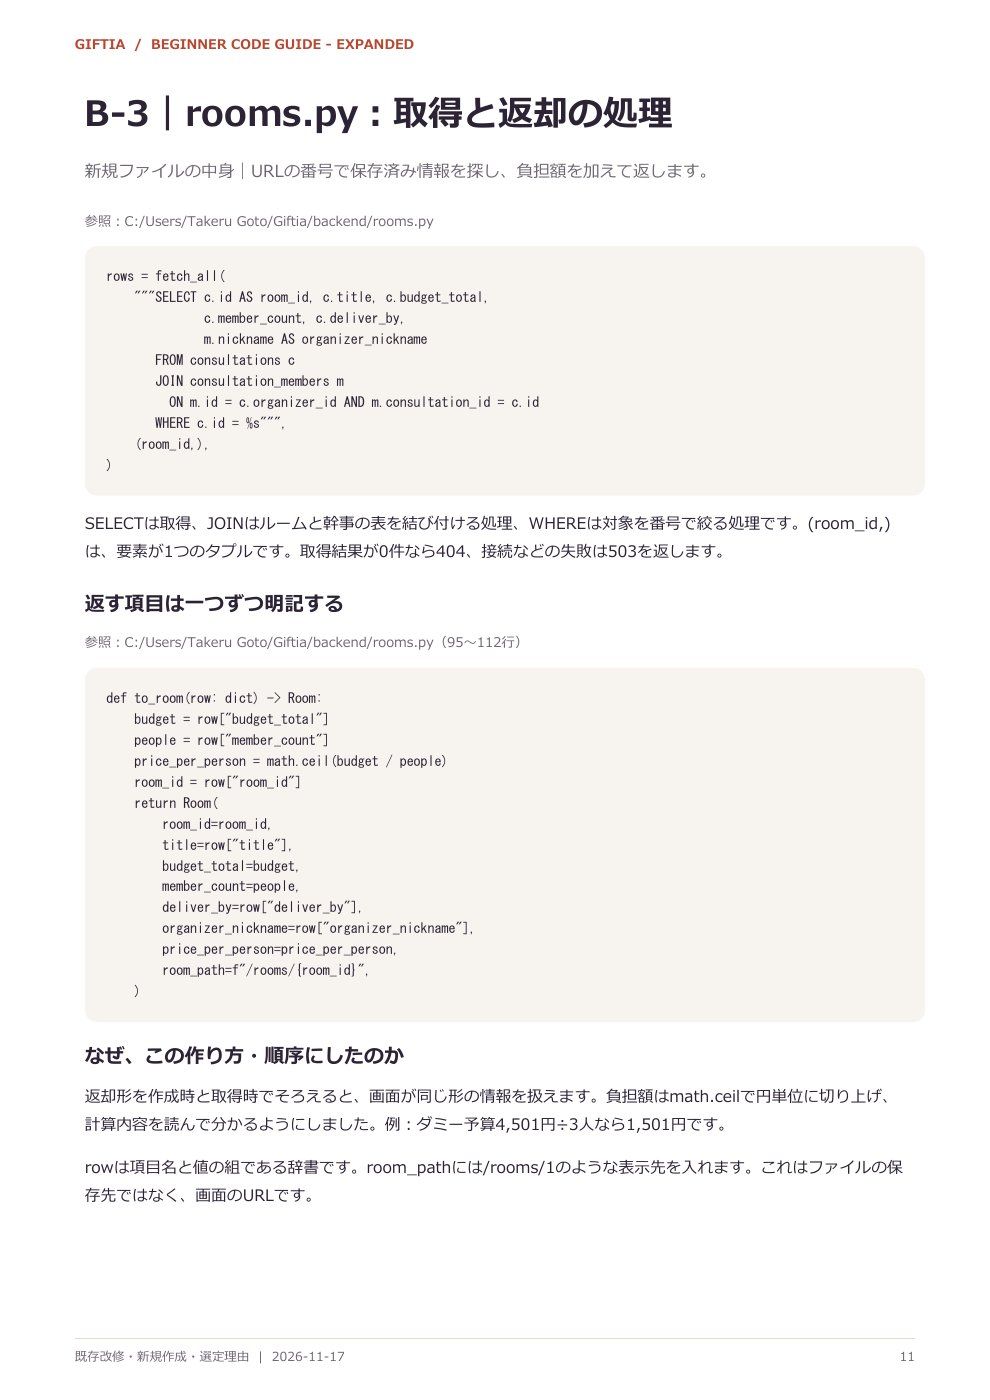 GIFTIA / BEGINNER CODE GUIDE - EXPANDED
B-3｜rooms.py：取得と返却の処理
新規ファイルの中身｜URLの番号で保存済み情報を探し、負担額を加えて返します。
参照：C:/Users/Takeru Goto/Giftia/backend/rooms.py
rows = fetch_all(
    """SELECT c.id AS room_id, c.title, c.budget_total,
              c.member_count, c.deliver_by,
              m.nickname AS organizer_nickname
       FROM consultations c
       JOIN consultation_members m
         ON m.id = c.organizer_id AND m.consultation_id = c.id
       WHERE c.id = %s""",
    (room_id,),
)
SELECTは取得、JOINはルームと幹事の表を結び付ける処理、WHEREは対象を番号で絞る処理です。(room_id,)
は、要素が1つのタプルです。取得結果が0件なら404、接続などの失敗は503を返します。
返す項目は一つずつ明記する
参照：C:/Users/Takeru Goto/Giftia/backend/rooms.py（95〜112行）
def to_room(row: dict) -> Room:
    budget = row["budget_total"]
    people = row["member_count"]
    price_per_person = math.ceil(budget / people)
    room_id = row["room_id"]
    return Room(
        room_id=room_id,
        title=row["title"],
        budget_total=budget,
        member_count=people,
        deliver_by=row["deliver_by"],
        organizer_nickname=row["organizer_nickname"],
        price_per_person=price_per_person,
        room_path=f"/rooms/{room_id}",
    )
なぜ、この作り方・順序にしたのか
返却形を作成時と取得時でそろえると、画面が同じ形の情報を扱えます。負担額はmath.ceilで円単位に切り上げ、
計算内容を読んで分かるようにしました。例：ダミー予算4,501円÷3人なら1,501円です。
rowは項目名と値の組である辞書です。room_pathには/rooms/1のような表示先を入れます。これはファイルの保
存先ではなく、画面のURLです。
既存改修・新規作成・選定理由 | 2026-11-17
11